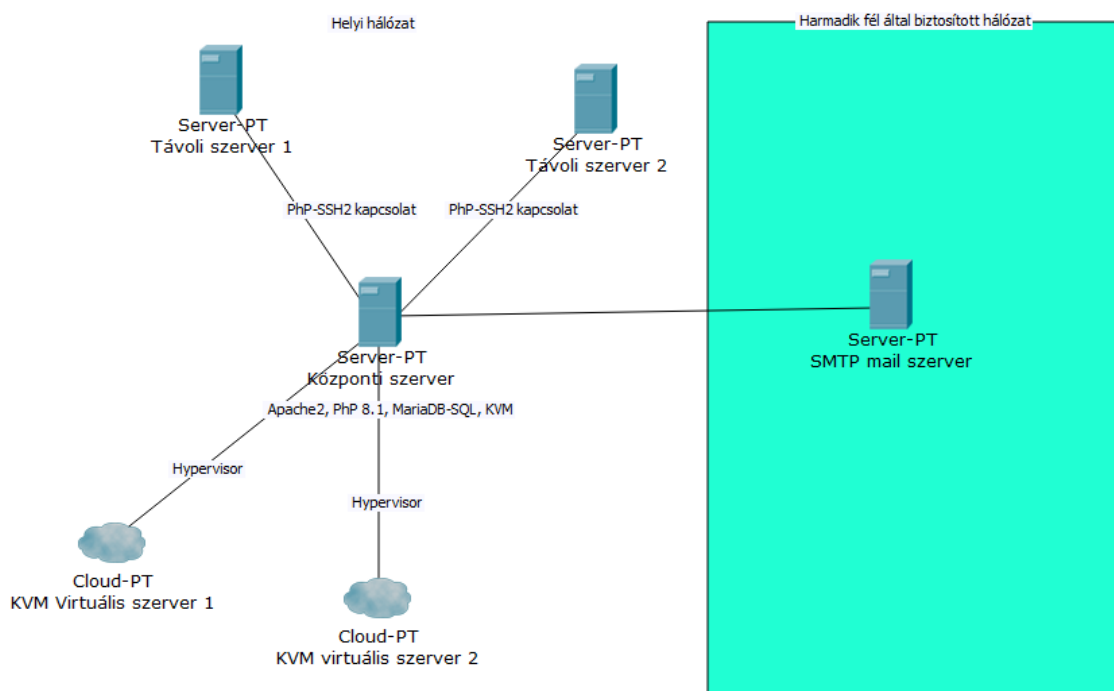 Helyi hálózat
Harmadik fél által biztosított hálózat
Server-PT
Távoli szerver 1
Server-PT
Távoli szerver 2
PhP-SSH2 kapcsolat
PhP-SSH2 kapcsolat
Server-PT
Központi szerver
Server-PT
SMTP mail szerver
Apache2, PhP 8.1, MariaDB-SQL, KVM
Hypervisor
Hypervisor
Cloud-PT
KVM Virtuális szerver 1
Cloud-PT
KVM virtuális szerver 2